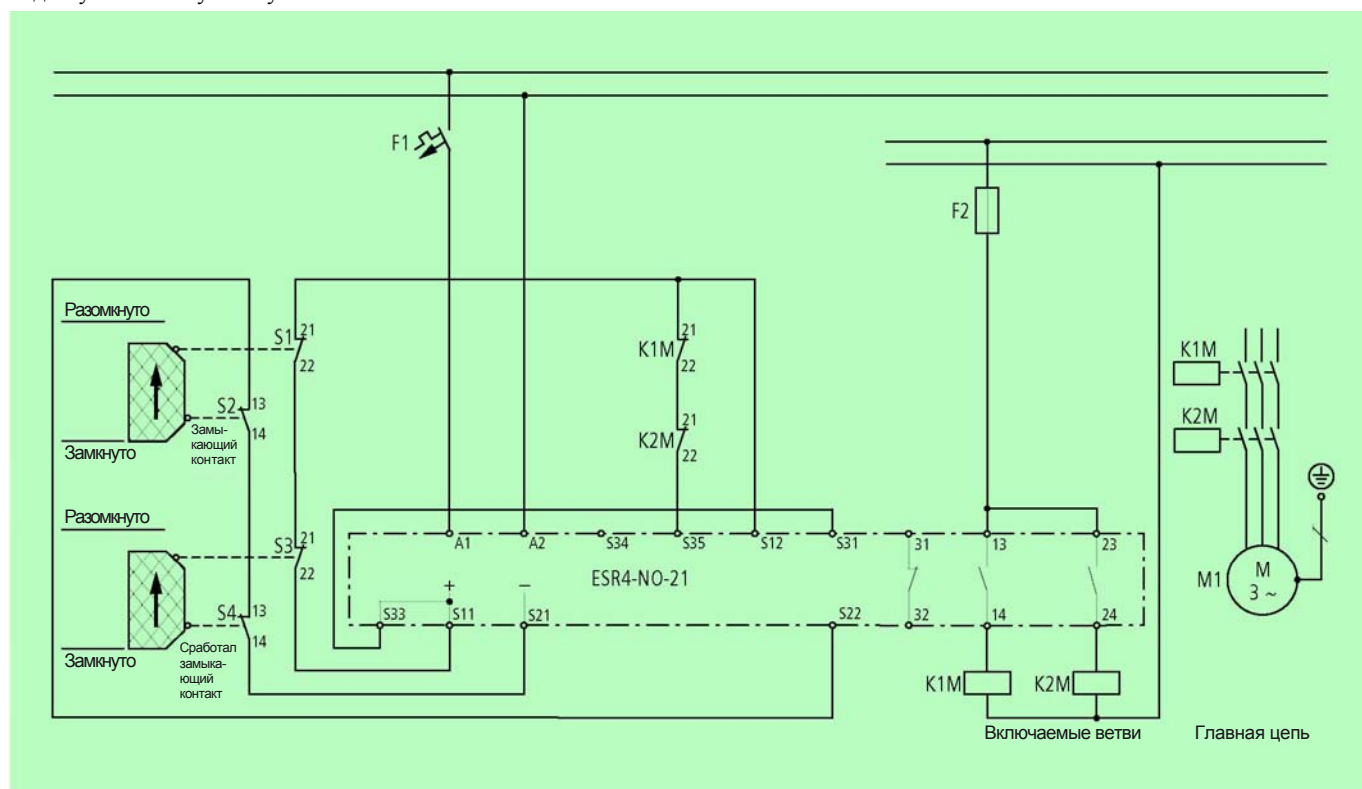 F1
F2
Разомкнуто
S1
21
22
S2
13
14
Замы-
кающий
контакт
Замкнуто
K1M
21
22
K2M
21
22
K1M
K2M
Разомкнуто
S3
21
22
S4
13
14
Сработал
замыка-
ющий
контакт
Замкнуто
A1
A2
S34
S35
S12
S31
31
13
23
ESR4-NO-21
+
−
S33
S11
S21
S22
32
14
24
M1
M
3 ~
K1M
K2M
Включаемые ветви
Главная цепь